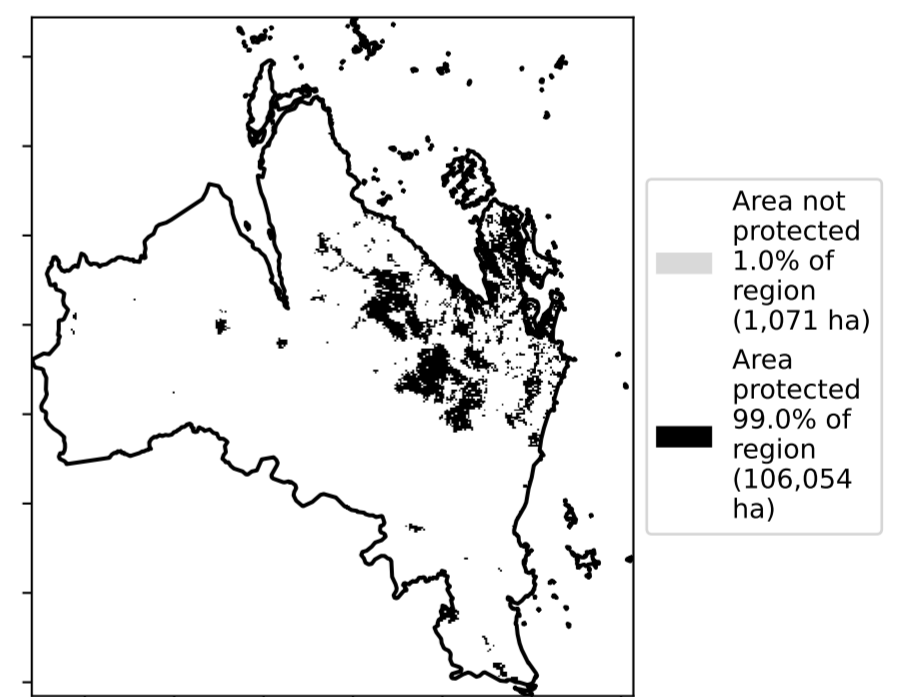 Area not
protected
1.0% of
region
(1,071 ha)
Area
protected
99.0% of
region
(106,054
ha)